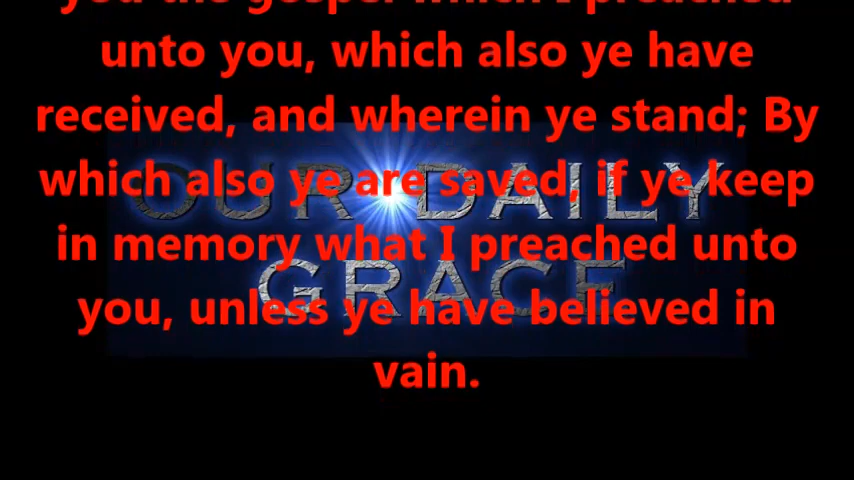 you the gospel which I preached
unto you, which also ye have
received, and wherein ye stand; By
which also ye are saved, if ye keep
in memory what I preached unto
you, unless ye have believed in
vain.
OUR DAILY
GRACE